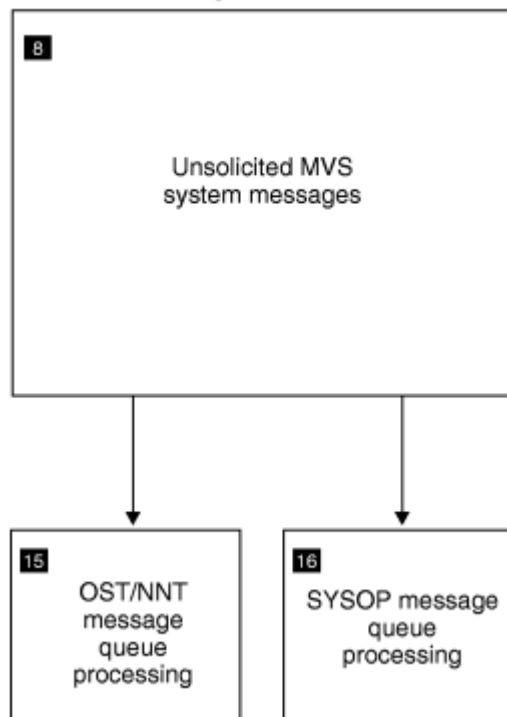 8
Unsolicited MVS
system messages
15
OST/NNT
message
queue
processing
16
SYSOP message
queue
processing